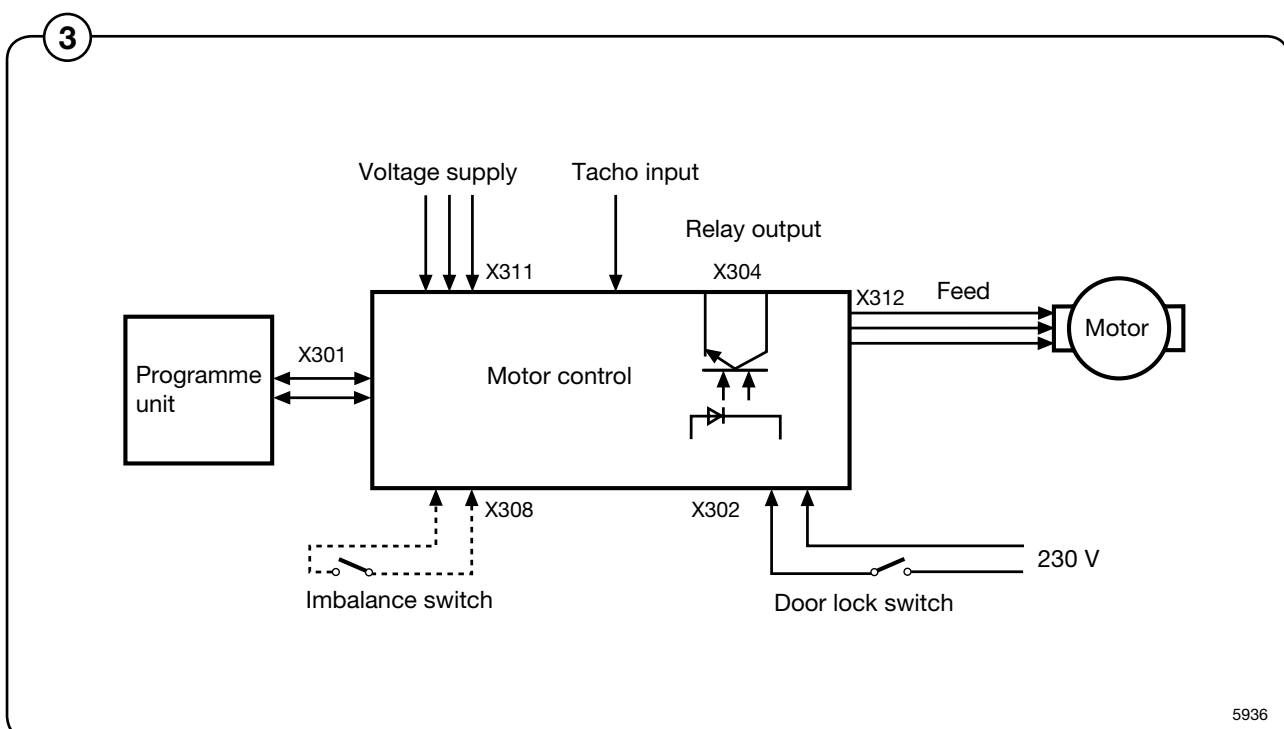 3
Voltage supply
Tacho input
Relay output
X311
X304
X312
Feed
Motor
X301
Programme
unit
Motor control
X308
X302
230 V
Imbalance switch
Door lock switch
5936